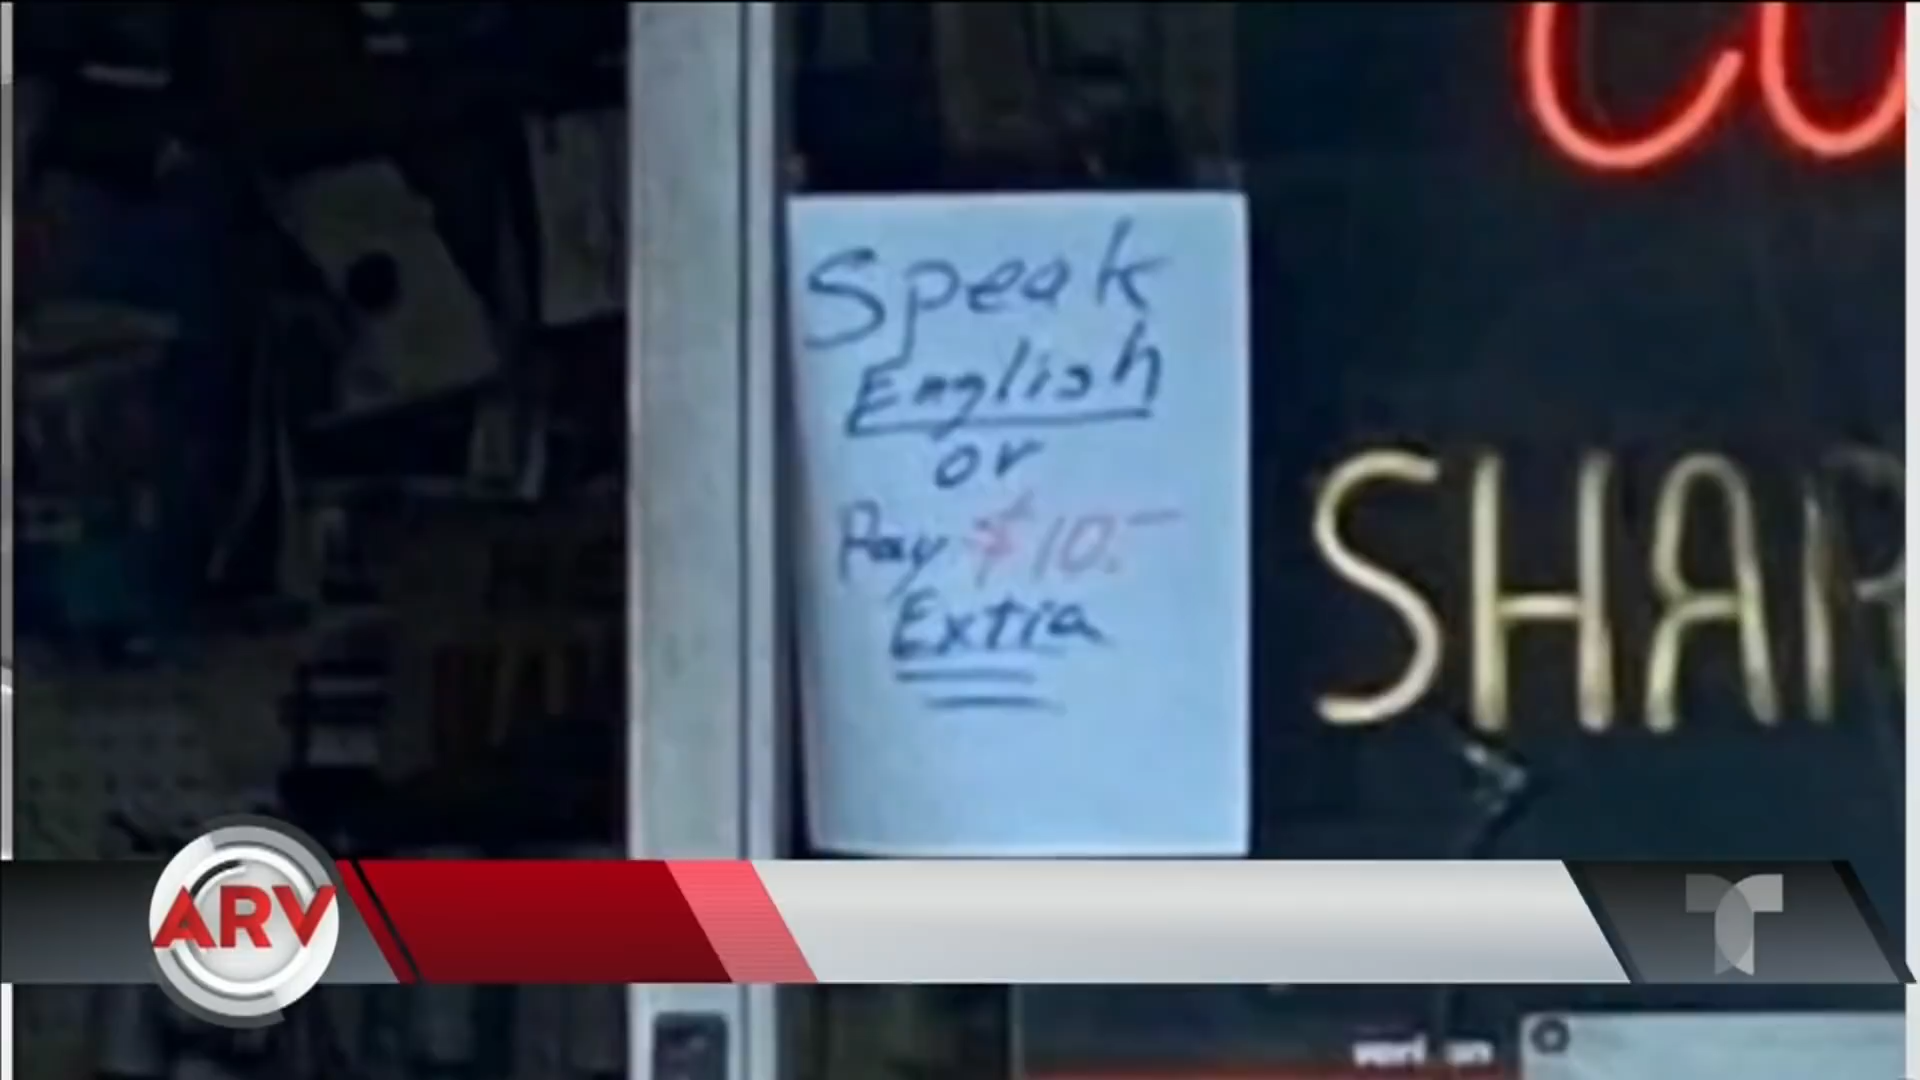 Speak
English
or
Pay $10.-
Extra
SHAR
ARV